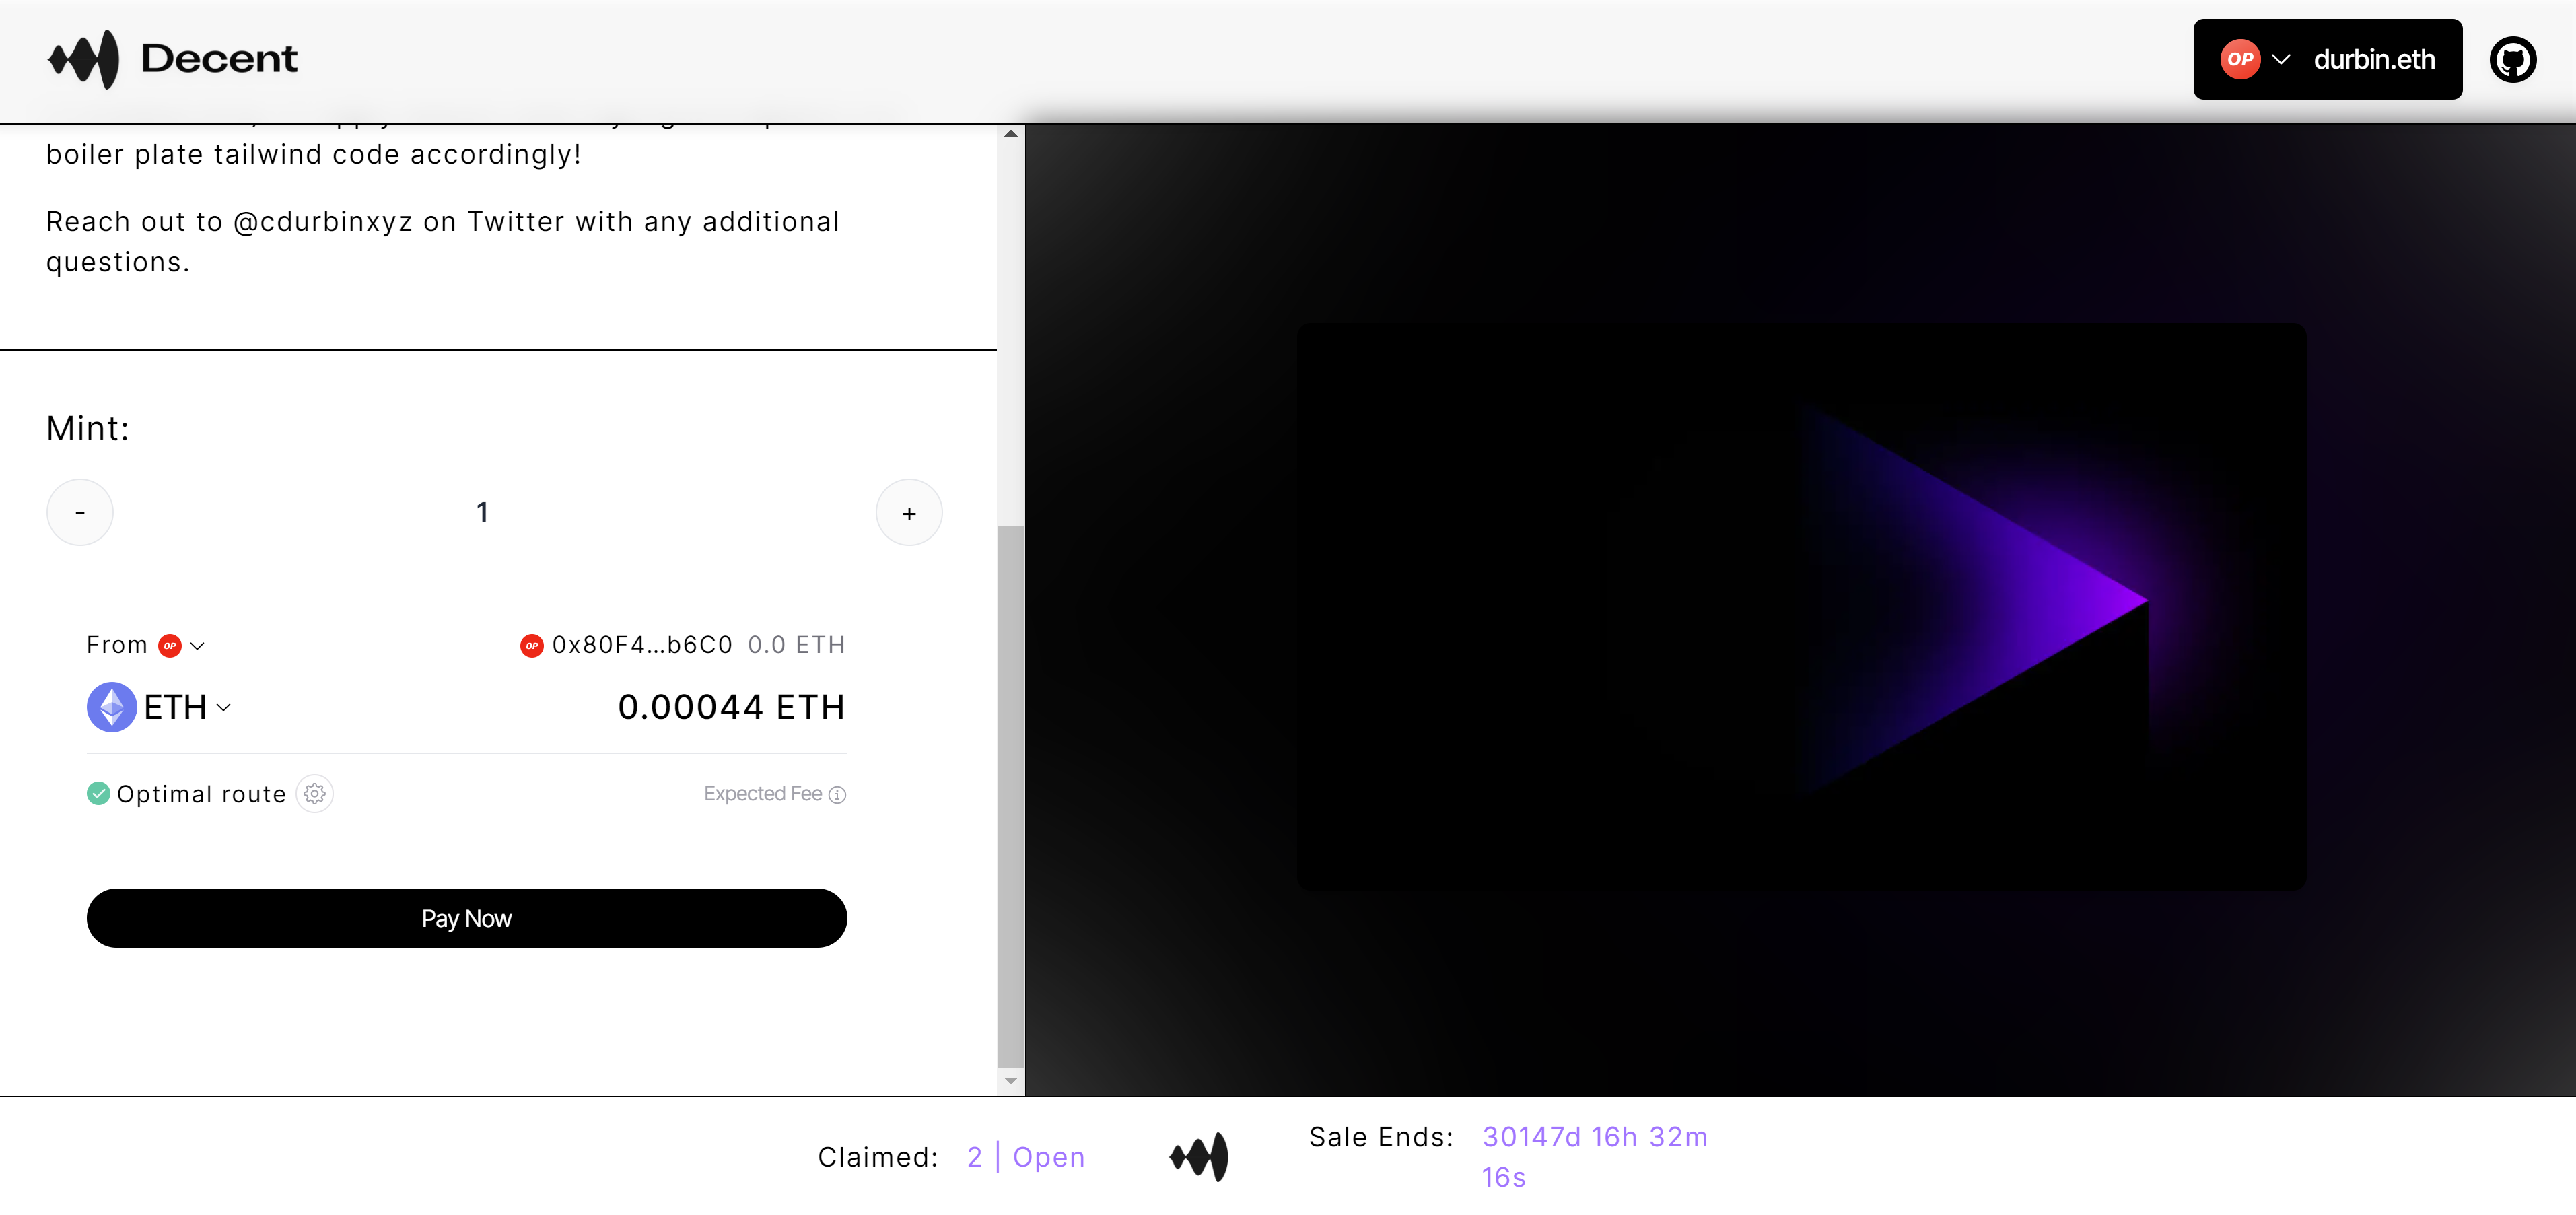 Decent
OP durbin.eth
boiler plate tailwind code accordingly!
Reach out to @cdurbinxyz on Twitter with any additional
questions.
Mint:
- 1 +
From OP OP 0x80F4...b6C0 0.0 ETH
ETH 0.00044 ETH
Optimal route Expected Fee
Pay Now
Claimed: 2 | Open
Sale Ends: 30147d 16h 32m
16s